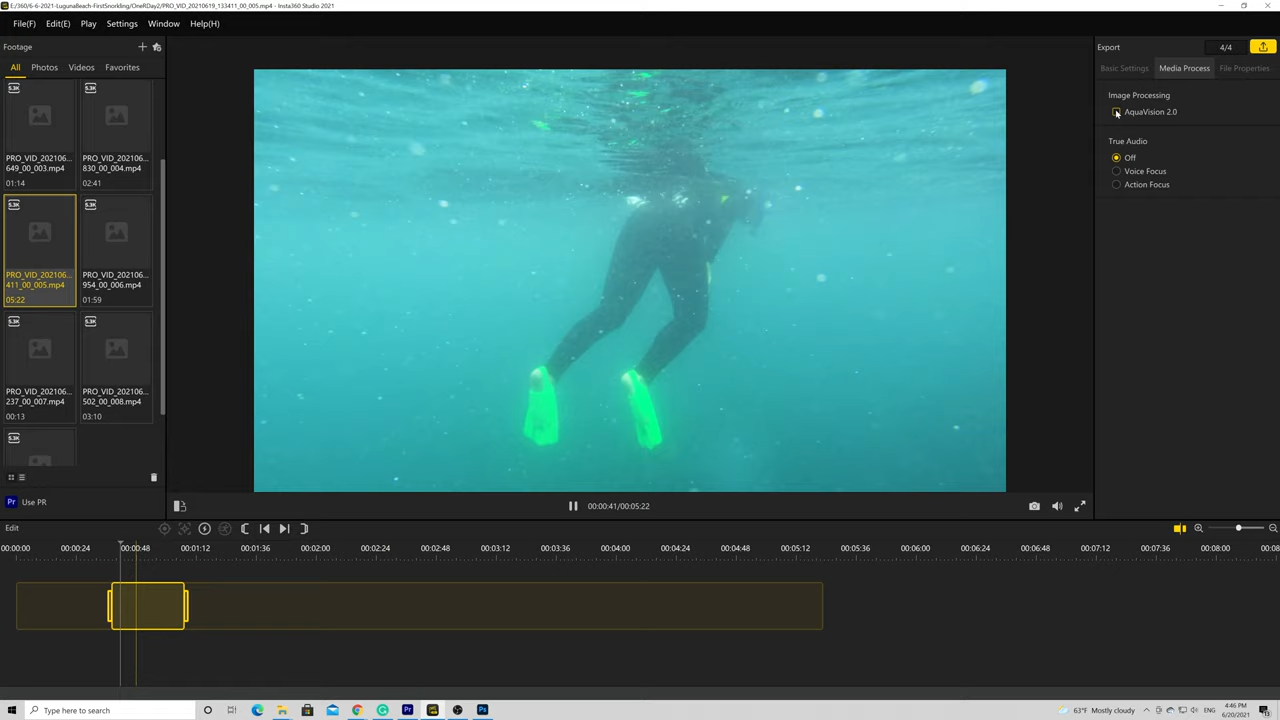 E:/360/6-6-2021-LugunaBeach-FirstSnorkling/OneRDay2/PRO_VID_20210619_133411_00_005.mp4 - Insta360 Studio 2021
File(F) Edit(E) Play Settings Window Help(H)
Footage
All Photos Videos Favorites
5.3K 5.3K
PRO_VID_202106... PRO_VID_202106...
649_00_003.mp4 830_00_004.mp4
01:14 02:41
5.3K 5.3K
PRO_VID_202106... PRO_VID_202106...
411_00_005.mp4 954_00_006.mp4
05:22 01:59
5.3K 5.3K
PRO_VID_202106... PRO_VID_202106...
237_00_007.mp4 502_00_008.mp4
00:13 03:10
5.3K
Pr Use PR
00:00:41/00:05:22
Export 4/4
Basic Settings Media Process File Properties
Image Processing
AquaVision 2.0
True Audio
Off
Voice Focus
Action Focus
Edit
00:00:00 00:00:24 00:00:48 00:01:12 00:01:36 00:02:00 00:02:24 00:02:48 00:03:12 00:03:36 00:04:00 00:04:24 00:04:48 00:05:12 00:05:36 00:06:00 00:06:24 00:06:48 00:07:12 00:07:36 00:08:00 00:08
Type here to search
Pr Ps
63°F Mostly cloudy ENG
4:46 PM
6/20/2021